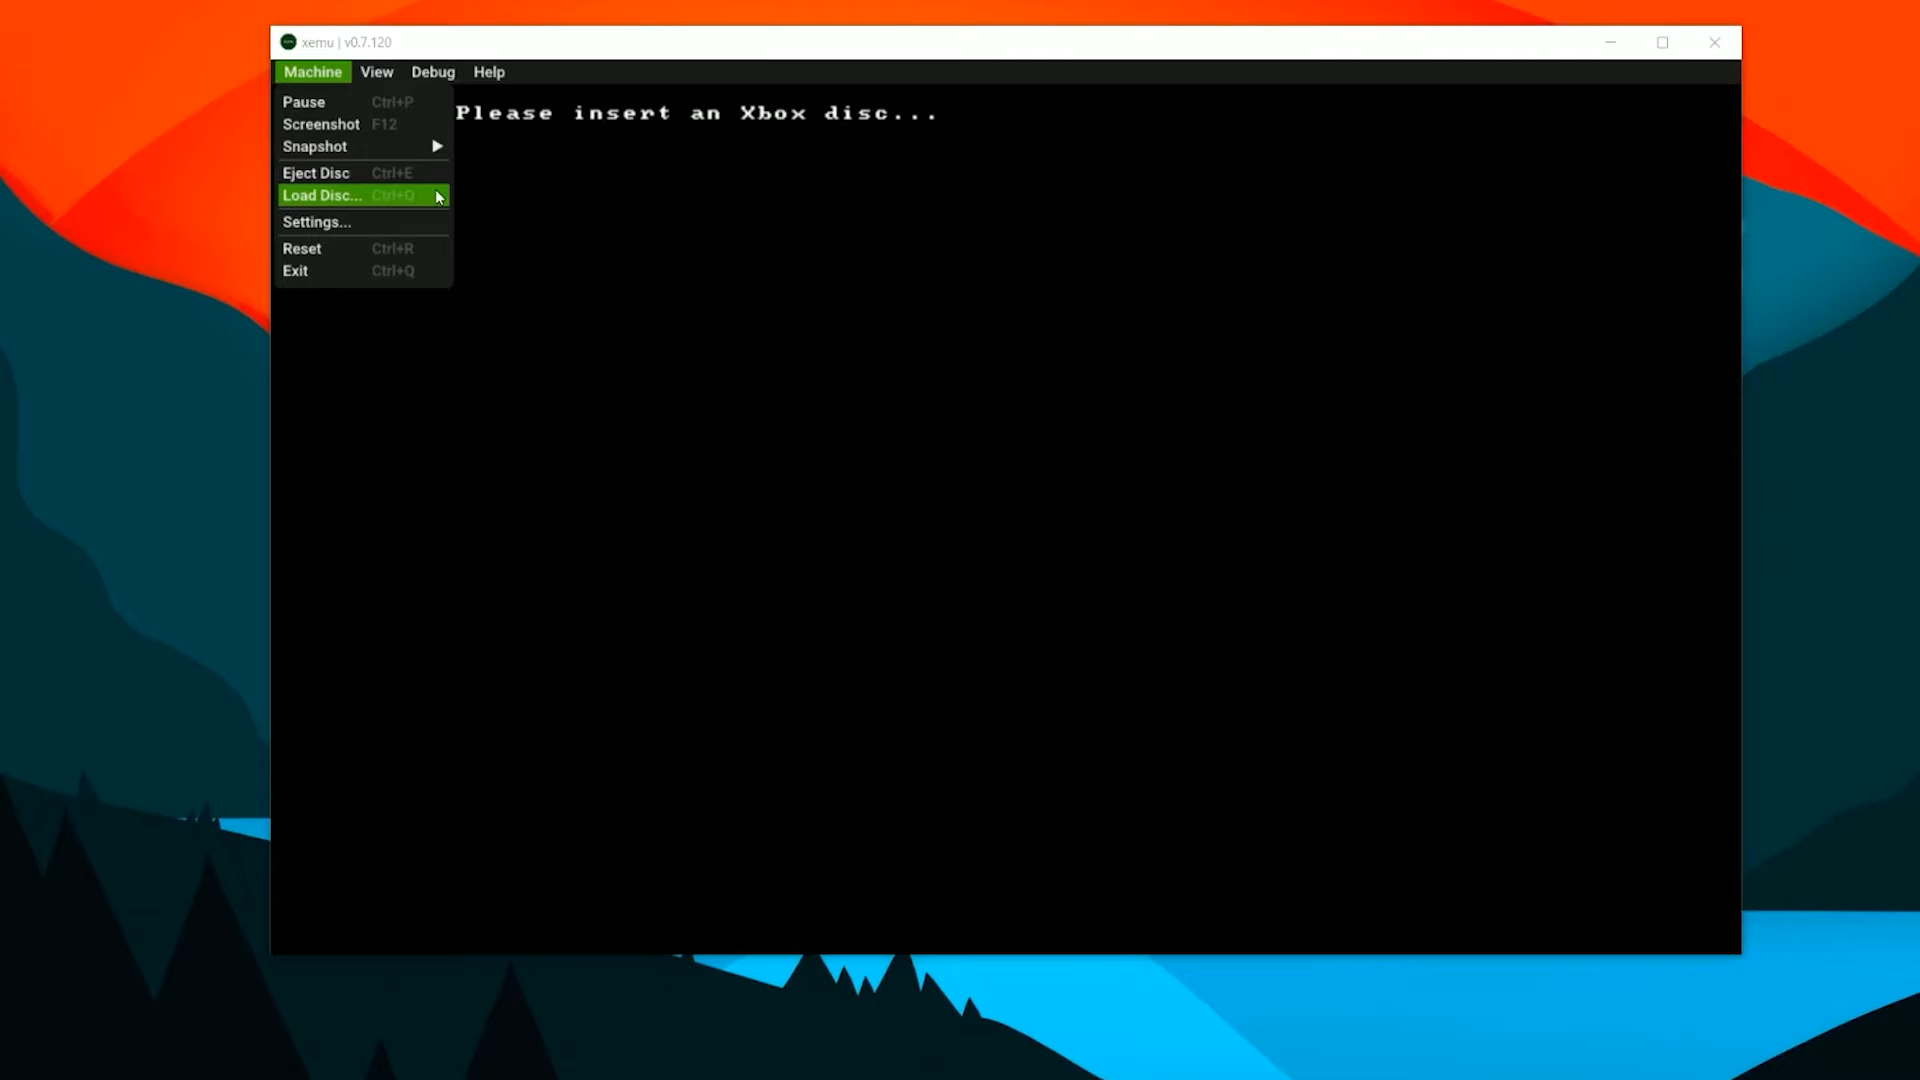 xemu | v0.7.120
Machine View Debug Help
Please insert an Xbox disc...
Pause Ctrl+P
Screenshot F12
Snapshot
Eject Disc Ctrl+E
Load Disc... Ctrl+O
Settings...
Reset Ctrl+R
Exit Ctrl+Q